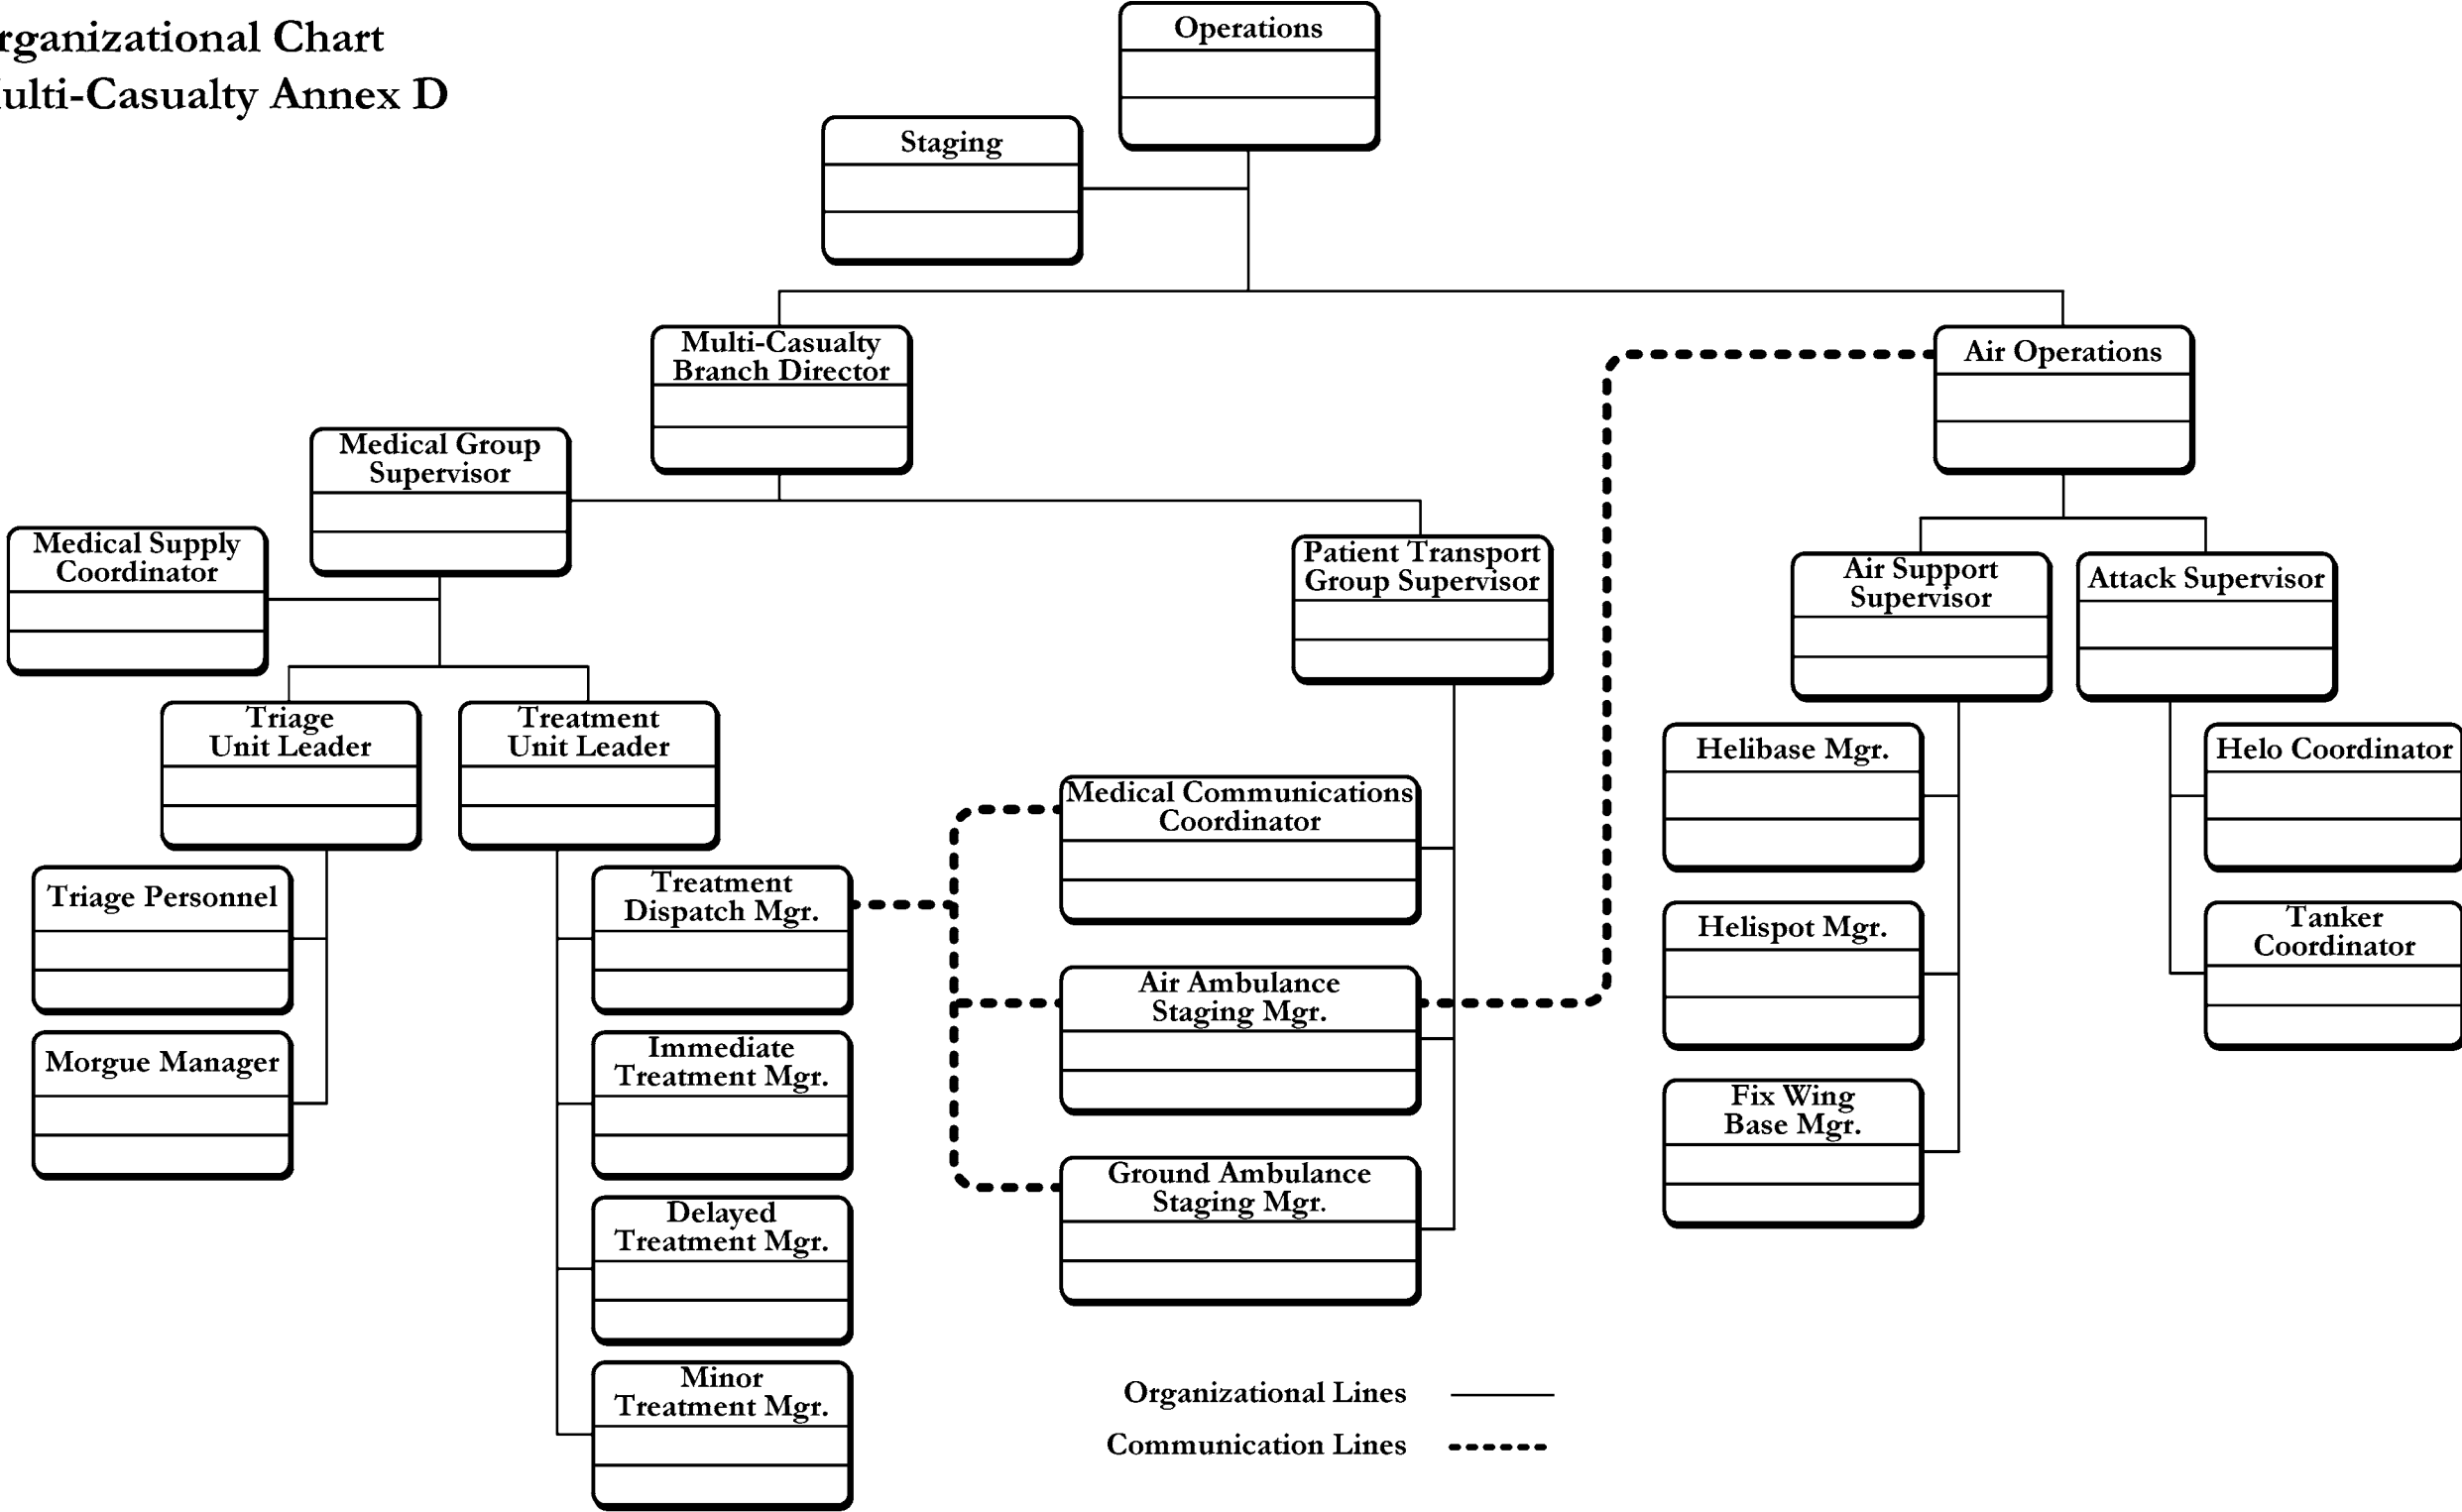 rganizational Chart
ulti-Casualty Annex D
Operations
Staging
Multi-Casualty
Branch Director
Air Operations
Medical Group
Supervisor
Medical Supply
Coordinator
Patient Transport
Group Supervisor
Air Support
Supervisor
Attack Supervisor
Triage
Unit Leader
Treatment
Unit Leader
Helibase Mgr.
Helo Coordinator
Medical Communications
Coordinator
Triage Personnel
Treatment
Dispatch Mgr.
Helispot Mgr.
Tanker
Coordinator
Air Ambulance
Staging Mgr.
Morgue Manager
Immediate
Treatment Mgr.
Fix Wing
Base Mgr.
Ground Ambulance
Staging Mgr.
Delayed
Treatment Mgr.
Minor
Treatment Mgr.
Organizational Lines
Communication Lines